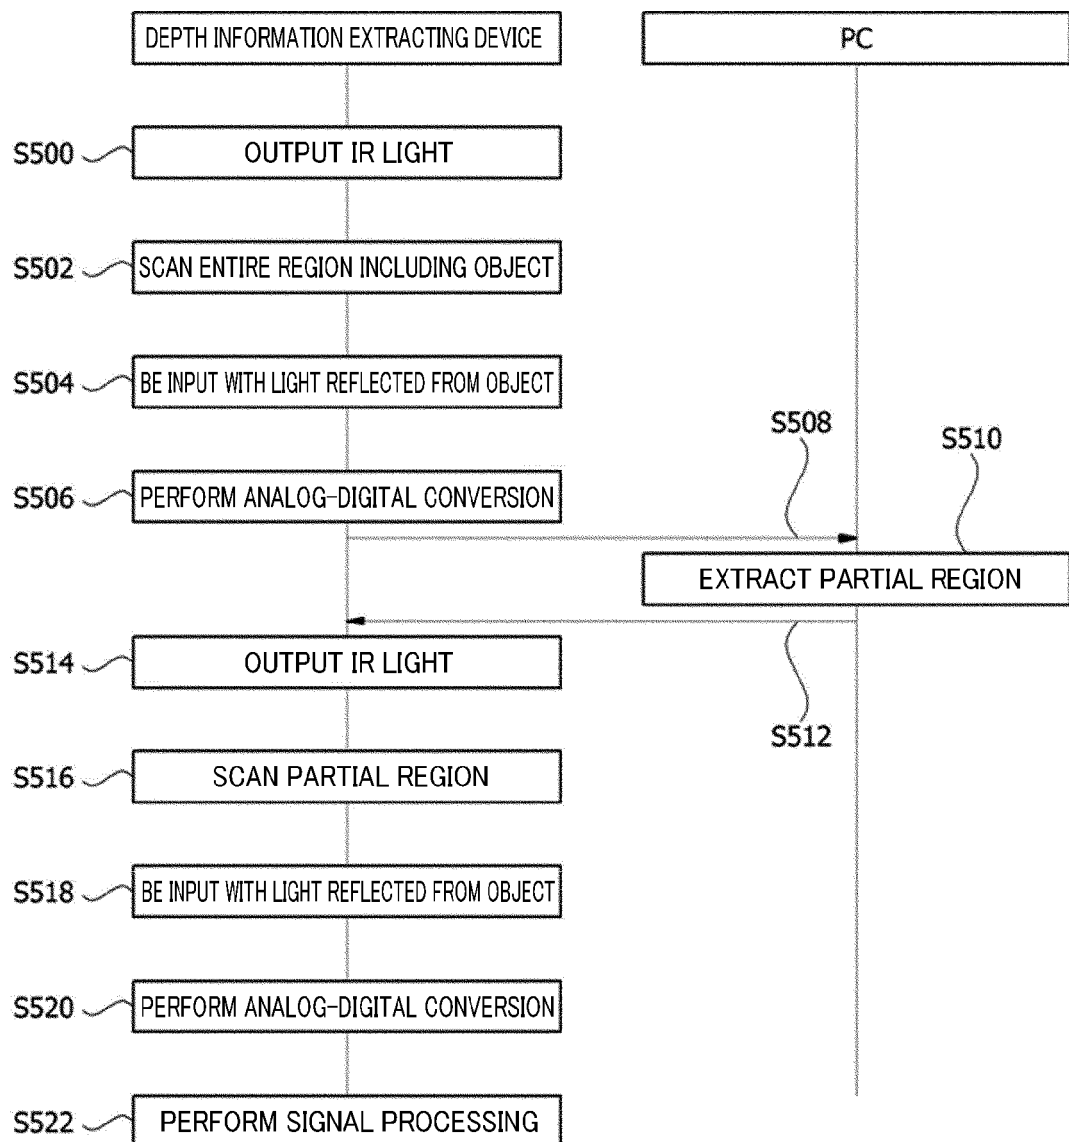 DEPTH INFORMATION EXTRACTING DEVICE
PC
S500
OUTPUT IR LIGHT
S502
SCAN ENTIRE REGION INCLUDING OBJECT
S504
BE INPUT WITH LIGHT REFLECTED FROM OBJECT
S508
S510
S506
PERFORM ANALOG-DIGITAL CONVERSION
EXTRACT PARTIAL REGION
S514
OUTPUT IR LIGHT
S512
S516
SCAN PARTIAL REGION
S518
BE INPUT WITH LIGHT REFLECTED FROM OBJECT
S520
PERFORM ANALOG-DIGITAL CONVERSION
S522
PERFORM SIGNAL PROCESSING